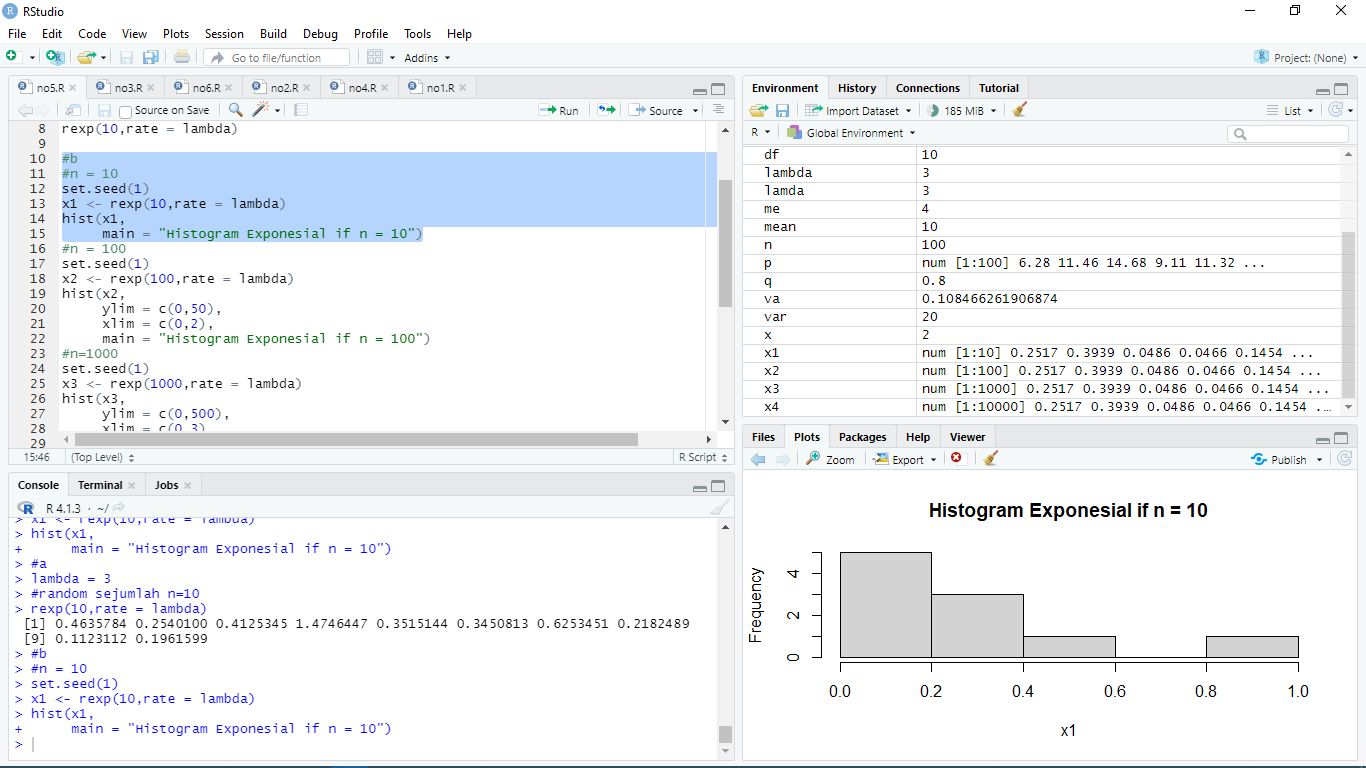 RStudio
File Edit Code View Plots Session Build Debug Profile Tools Help
Go to file/function Addins Project: (None)
no5.R no3.R no6.R no2.R no4.R no1.R
Source on Save Run Source
8 rexp(10,rate = lambda)
9
10 #b
11 #n = 10
12 set.seed(1)
13 x1 <- rexp(10,rate = lambda)
14 hist(x1,
15 main = "Histogram Exponesial if n = 10")
16 #n = 100
17 set.seed(1)
18 x2 <- rexp(100,rate = lambda)
19 hist(x2,
20 ylim = c(0,50),
21 xlim = c(0,2),
22 main = "Histogram Exponesial if n = 100")
23 #n=1000
24 set.seed(1)
25 x3 <- rexp(1000,rate = lambda)
26 hist(x3,
27 ylim = c(0,500),
28 xlim = c(0,3)
29
15:46 (Top Level) R Script
Console Terminal Jobs
R 4.1.3 · ~/
> x1 <- rexp(10,rate = lambda)
> hist(x1,
+ main = "Histogram Exponesial if n = 10")
> #a
> lambda = 3
> #random sejumlah n=10
> rexp(10,rate = lambda)
[1] 0.4635784 0.2540100 0.4125345 1.4746447 0.3515144 0.3450813 0.6253451 0.2182489
[9] 0.1123112 0.1961599
> #b
> #n = 10
> set.seed(1)
> x1 <- rexp(10,rate = lambda)
> hist(x1,
+ main = "Histogram Exponesial if n = 10")
>
Environment History Connections Tutorial
Import Dataset 185 MiB List
R Global Environment
df 10
lambda 3
lamda 3
me 4
mean 10
n 100
p num [1:100] 6.28 11.46 14.68 9.11 11.32 ...
q 0.8
va 0.108466261906874
var 20
x 2
x1 num [1:10] 0.2517 0.3939 0.0486 0.0466 0.1454 ...
x2 num [1:100] 0.2517 0.3939 0.0486 0.0466 0.1454 ...
x3 num [1:1000] 0.2517 0.3939 0.0486 0.0466 0.1454 ...
x4 num [1:10000] 0.2517 0.3939 0.0486 0.0466 0.1454 ...
Files Plots Packages Help Viewer
Zoom Export Publish
Histogram Exponesial if n = 10
Frequency
4
2
0
0.0 0.2 0.4 0.6 0.8 1.0
x1